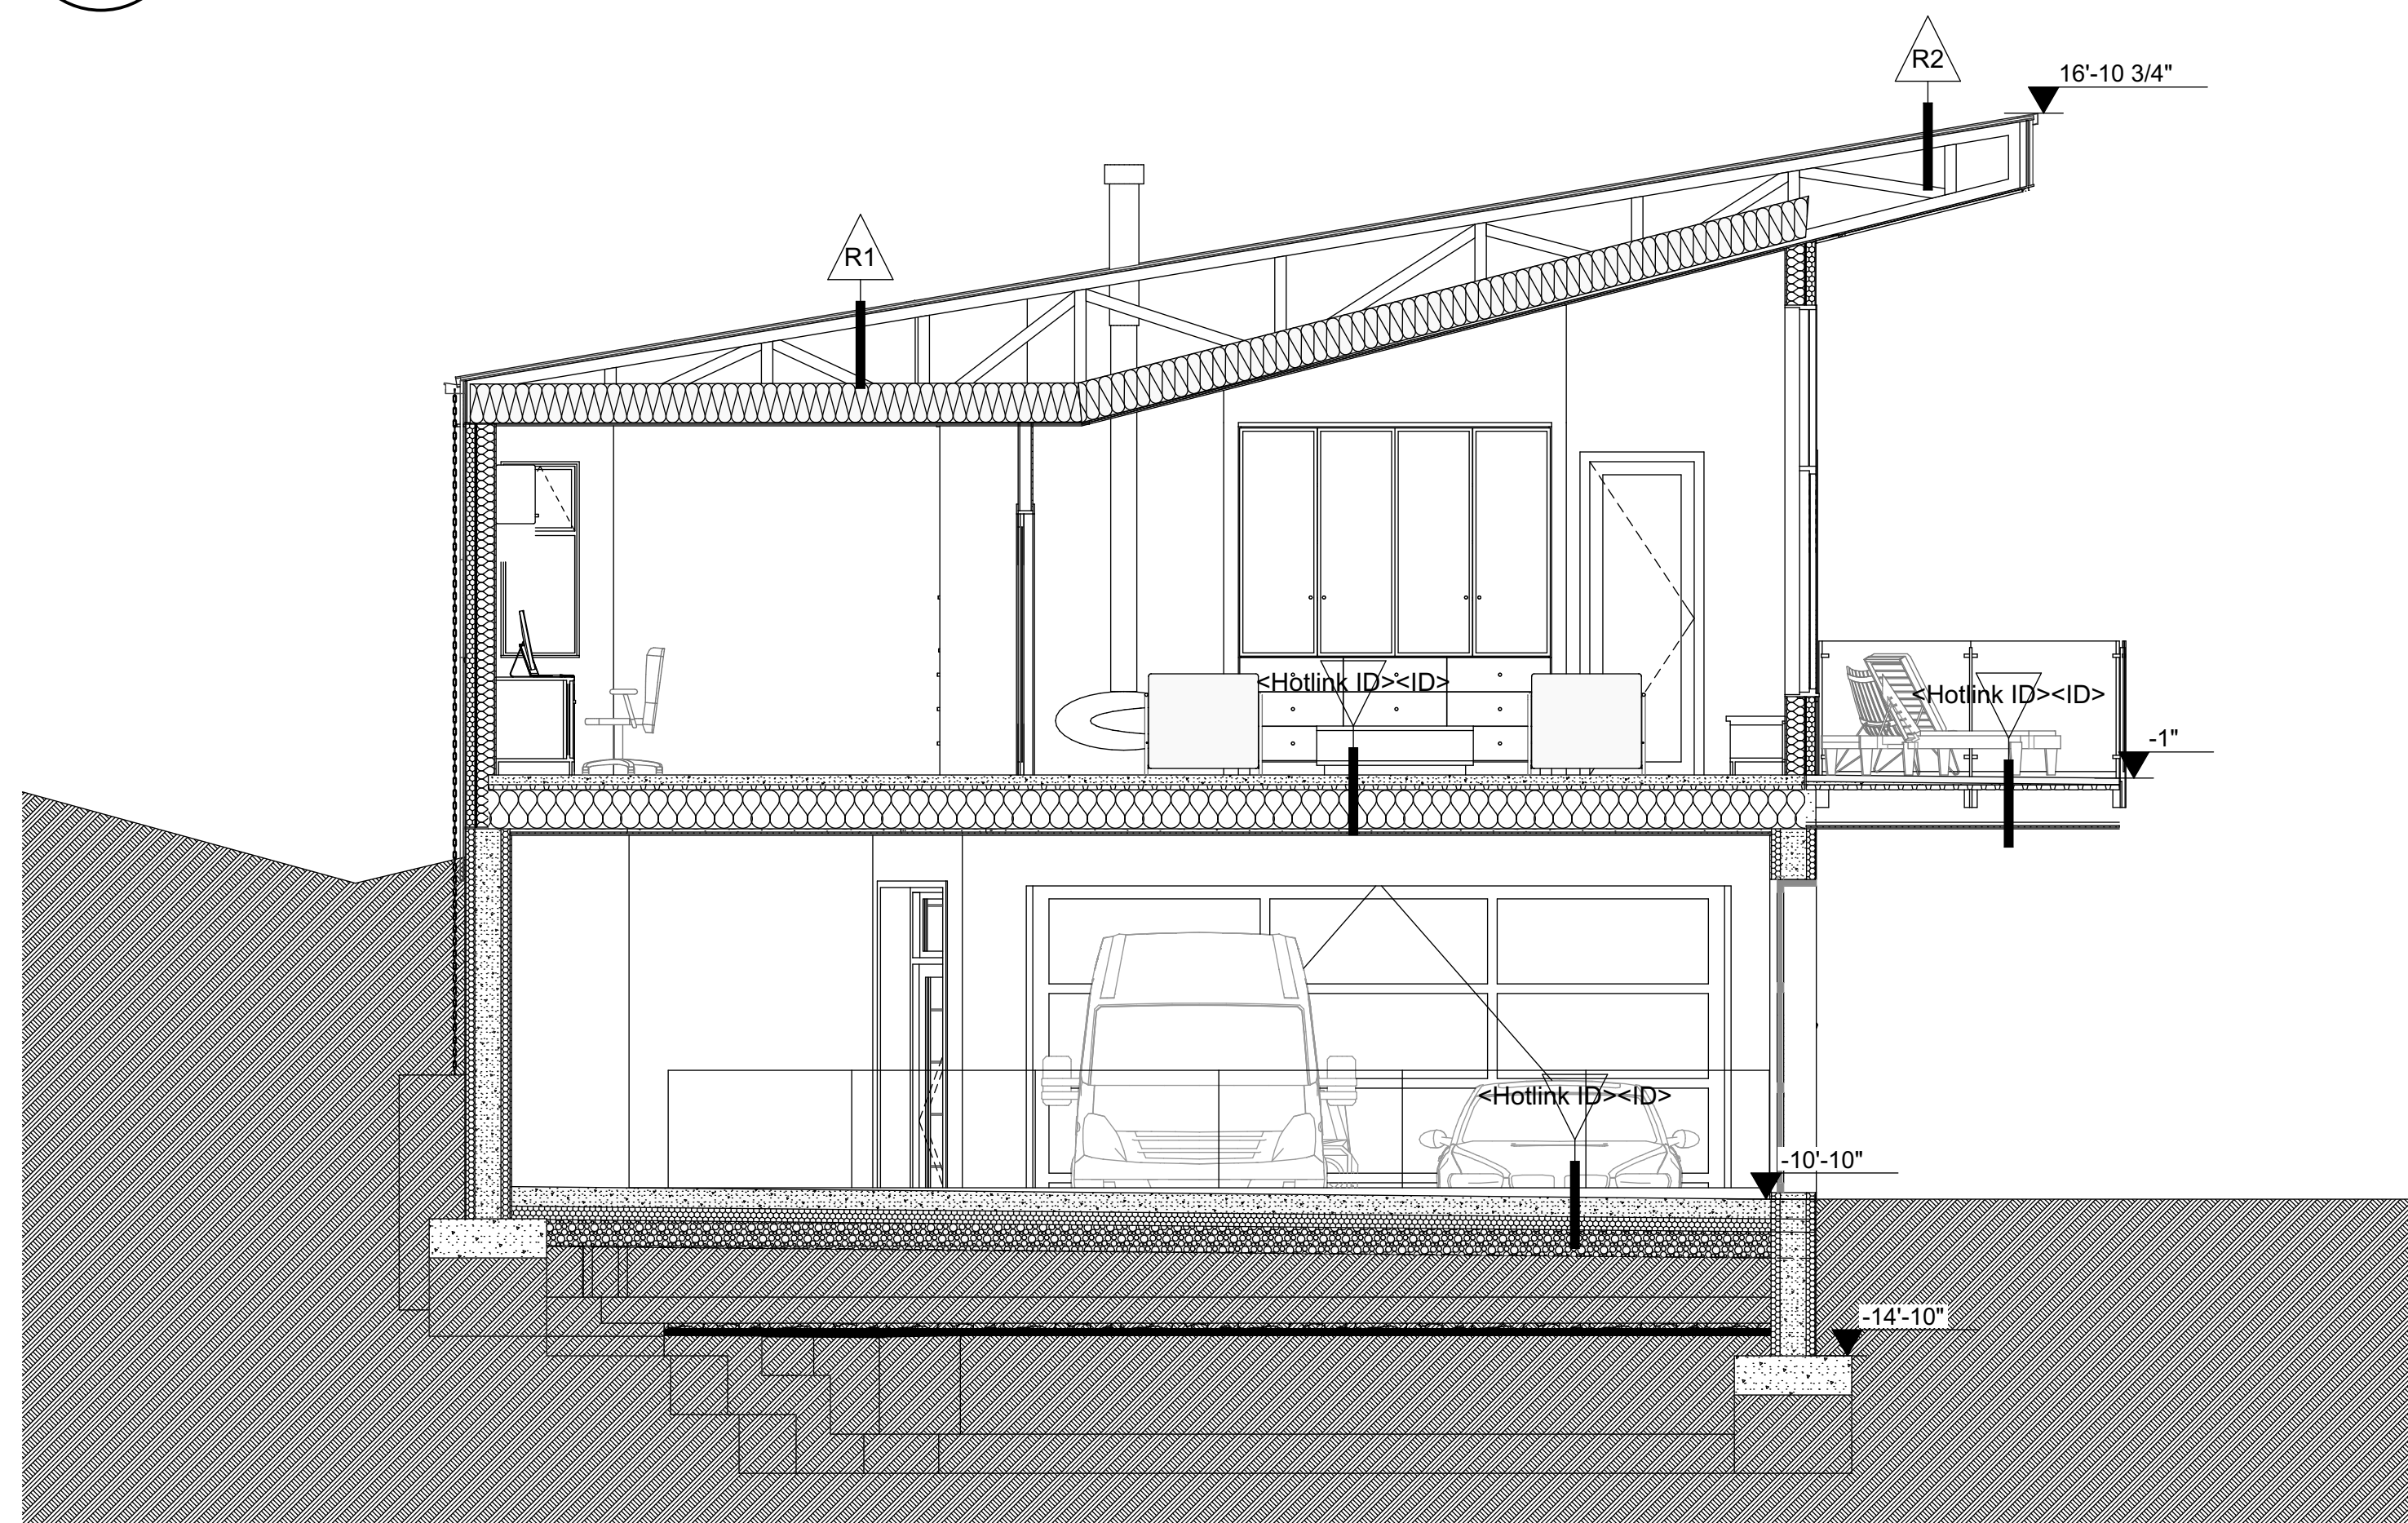 R2
16'-10 3/4"
R1
<Hotlink ID><ID>
<Hotlink ID><ID>
-1"
<Hotlink ID><ID>
-10'-10"
-14'-10"